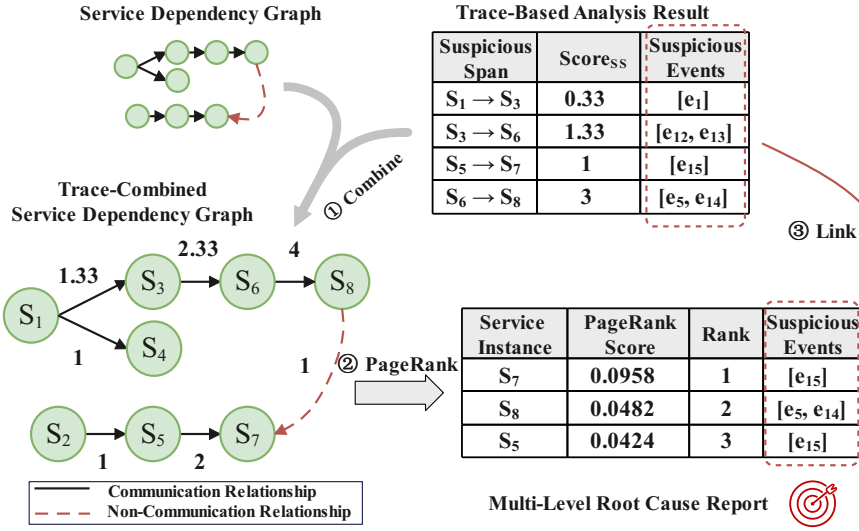 Service Dependency Graph
Trace-Based Analysis Result
Suspicious Span | Score_SS | Suspicious Events
S₁ → S₃ | 0.33 | [e₁]
S₃ → S₆ | 1.33 | [e₁₂, e₁₃]
S₅ → S₇ | 1 | [e₁₅]
S₆ → S₈ | 3 | [e₅, e₁₄]
① Combine
③ Link
Trace-Combined
Service Dependency Graph
1.33
2.33
4
S₁
S₃
S₆
S₈
1
S₄
1
② PageRank
S₂
S₅
S₇
1
2
Service Instance | PageRank Score | Rank | Suspicious Events
S₇ | 0.0958 | 1 | [e₁₅]
S₈ | 0.0482 | 2 | [e₅, e₁₄]
S₅ | 0.0424 | 3 | [e₁₅]
Communication Relationship
Non-Communication Relationship
Multi-Level Root Cause Report